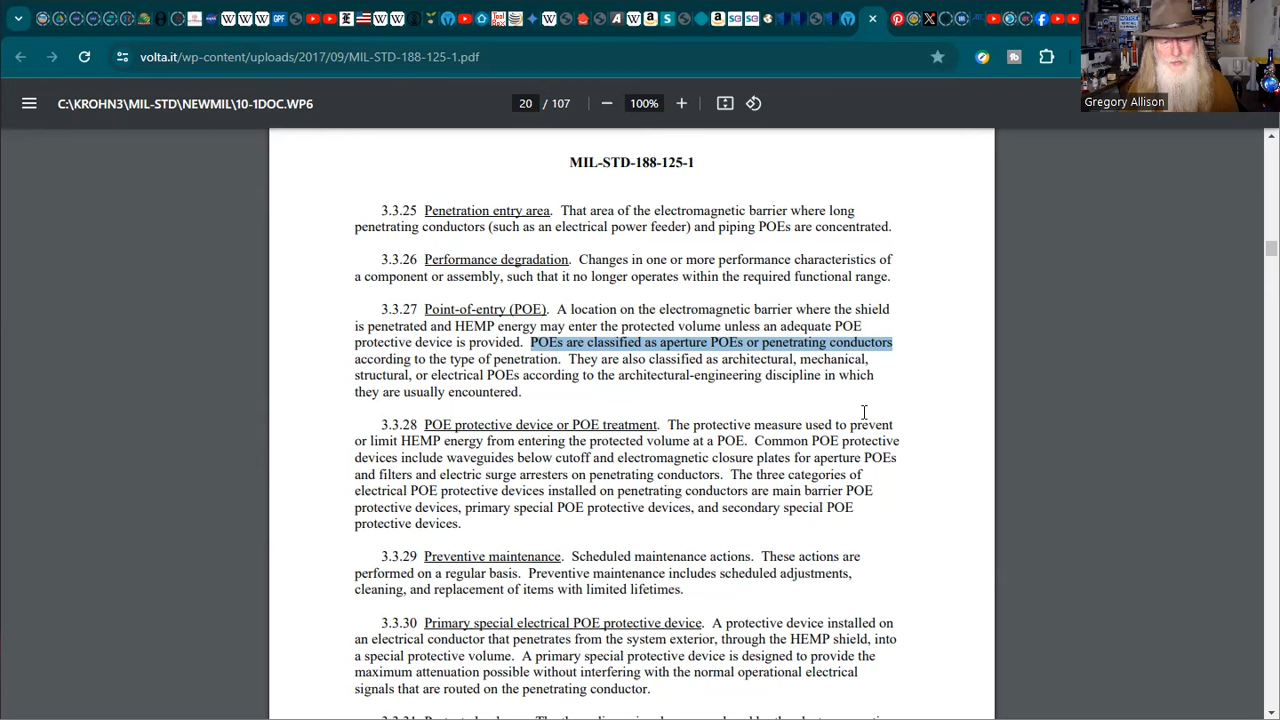 volta.it/wp-content/uploads/2017/09/MIL-STD-188-125-1.pdf
Gregory Allison
C:\KROHN3\MIL-STD\NEWMIL\10-1DOC.WP6
20 / 107
100%
MIL-STD-188-125-1
3.3.25 Penetration entry area. That area of the electromagnetic barrier where long
penetrating conductors (such as an electrical power feeder) and piping POEs are concentrated.
3.3.26 Performance degradation. Changes in one or more performance characteristics of
a component or assembly, such that it no longer operates within the required functional range.
3.3.27 Point-of-entry (POE). A location on the electromagnetic barrier where the shield
is penetrated and HEMP energy may enter the protected volume unless an adequate POE
protective device is provided. POEs are classified as aperture POEs or penetrating conductors
according to the type of penetration. They are also classified as architectural, mechanical,
structural, or electrical POEs according to the architectural-engineering discipline in which
they are usually encountered.
3.3.28 POE protective device or POE treatment. The protective measure used to prevent
or limit HEMP energy from entering the protected volume at a POE. Common POE protective
devices include waveguides below cutoff and electromagnetic closure plates for aperture POEs
and filters and electric surge arresters on penetrating conductors. The three categories of
electrical POE protective devices installed on penetrating conductors are main barrier POE
protective devices, primary special POE protective devices, and secondary special POE
protective devices.
3.3.29 Preventive maintenance. Scheduled maintenance actions. These actions are
performed on a regular basis. Preventive maintenance includes scheduled adjustments,
cleaning, and replacement of items with limited lifetimes.
3.3.30 Primary special electrical POE protective device. A protective device installed on
an electrical conductor that penetrates from the system exterior, through the HEMP shield, into
a special protective volume. A primary special protective device is designed to provide the
maximum attenuation possible without interfering with the normal operational electrical
signals that are routed on the penetrating conductor.